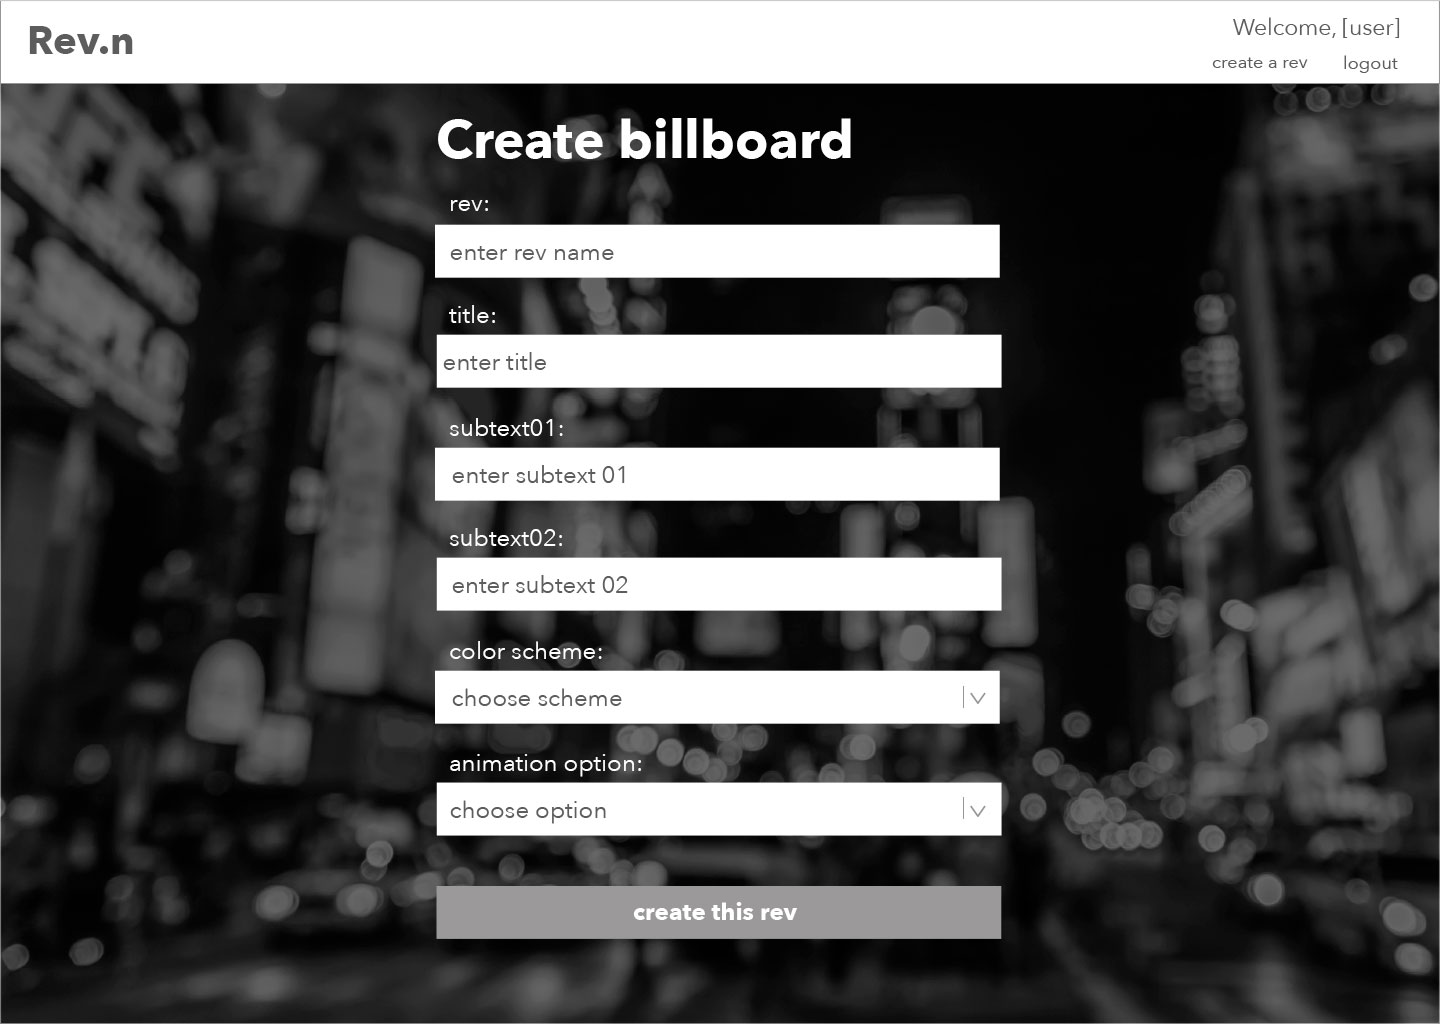 Rev.n
Welcome, [user]
create a rev
logout
Create billboard
rev:
enter rev name
title:
enter title
subtext01:
enter subtext 01
subtext02:
enter subtext 02
color scheme:
choose scheme
animation option:
choose option
create this rev